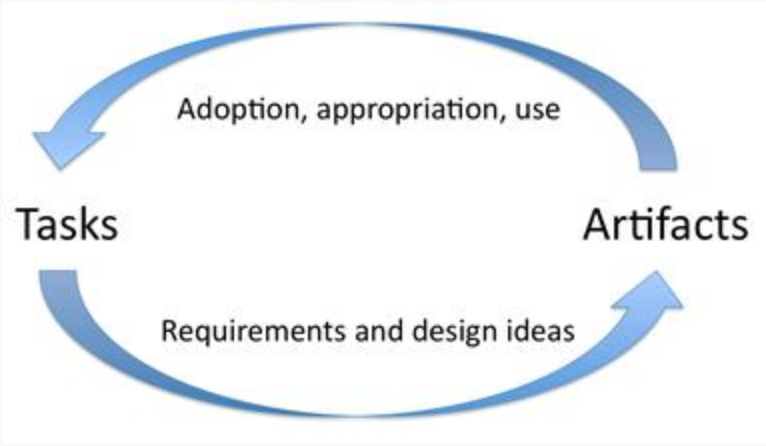 Adoption, appropriation, use
Tasks
Artifacts
Requirements and design ideas